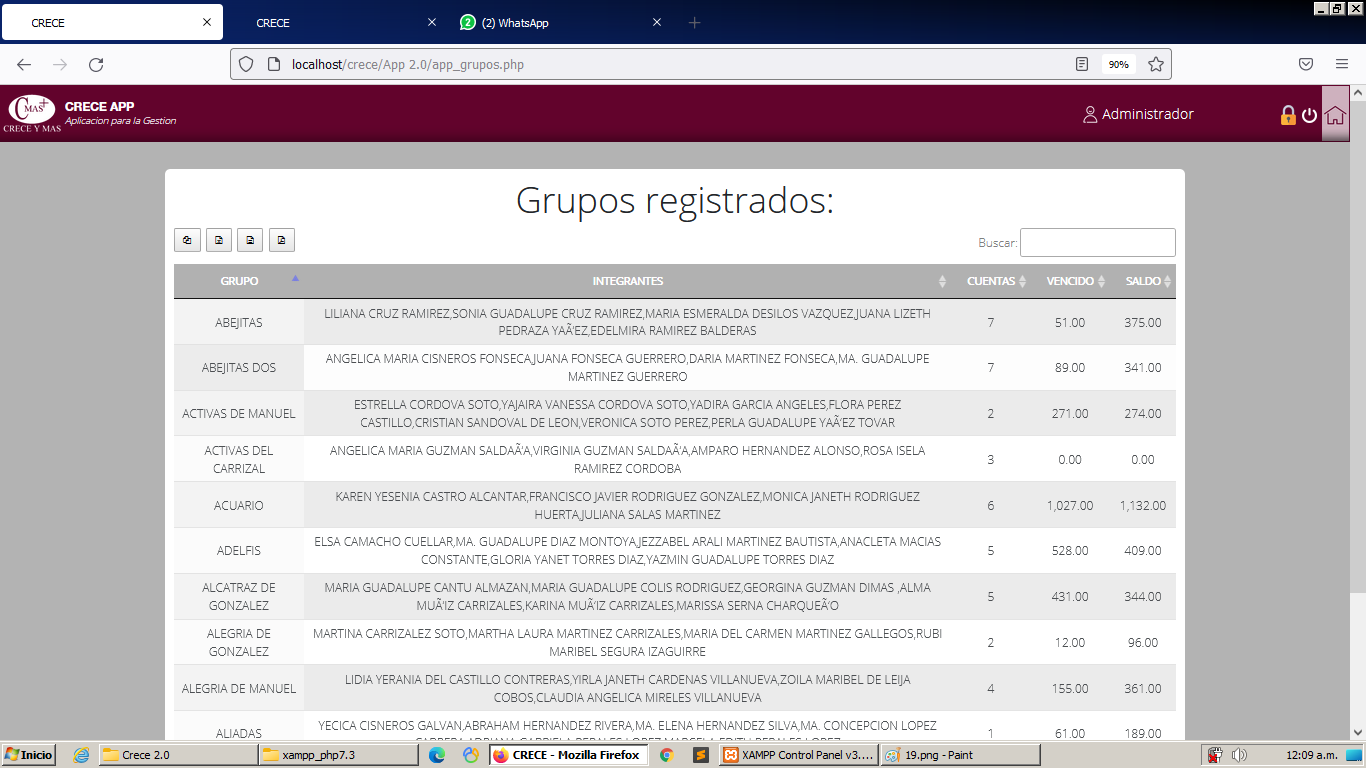 CRECE
CRECE
2 (2) WhatsApp
localhost/crece/App 2.0/app_grupos.php
90%
CMAS+
CRECE Y MAS
CRECE APP
Aplicacion para la Gestion
Administrador
Grupos registrados:
Buscar:
GRUPO INTEGRANTES CUENTAS VENCIDO SALDO
ABEJITAS
LILIANA CRUZ RAMIREZ,SONIA GUADALUPE CRUZ RAMIREZ,MARIA ESMERALDA DESILOS VAZQUEZ,JUANA LIZETH
PEDRAZA YAÃ‘EZ,EDELMIRA RAMIREZ BALDERAS
7 51.00 375.00
ABEJITAS DOS
ANGELICA MARIA CISNEROS FONSECA,JUANA FONSECA GUERRERO,DARIA MARTINEZ FONSECA,MA. GUADALUPE
MARTINEZ GUERRERO
7 89.00 341.00
ACTIVAS DE MANUEL
ESTRELLA CORDOVA SOTO,YAJAIRA VANESSA CORDOVA SOTO,YADIRA GARCIA ANGELES,FLORA PEREZ
CASTILLO,CRISTIAN SANDOVAL DE LEON,VERONICA SOTO PEREZ,PERLA GUADALUPE YAÃ‘EZ TOVAR
2 271.00 274.00
ACTIVAS DEL
CARRIZAL
ANGELICA MARIA GUZMAN SALDAÃ‘A,VIRGINIA GUZMAN SALDAÃ‘A,AMPARO HERNANDEZ ALONSO,ROSA ISELA
RAMIREZ CORDOBA
3 0.00 0.00
ACUARIO
KAREN YESENIA CASTRO ALCANTAR,FRANCISCO JAVIER RODRIGUEZ GONZALEZ,MONICA JANETH RODRIGUEZ
HUERTA,JULIANA SALAS MARTINEZ
6 1,027.00 1,132.00
ADELFIS
ELSA CAMACHO CUELLAR,MA. GUADALUPE DIAZ MONTOYA,JEZZABEL ARALI MARTINEZ BAUTISTA,ANACLETA MACIAS
CONSTANTE,GLORIA YANET TORRES DIAZ,YAZMIN GUADALUPE TORRES DIAZ
5 528.00 409.00
ALCATRAZ DE
GONZALEZ
MARIA GUADALUPE CANTU ALMAZAN,MARIA GUADALUPE COLIS RODRIGUEZ,GEORGINA GUZMAN DIMAS ,ALMA
MUÃ‘IZ CARRIZALES,KARINA MUÃ‘IZ CARRIZALES,MARISSA SERNA CHARQUEÃ‘O
5 431.00 344.00
ALEGRIA DE
GONZALEZ
MARTINA CARRIZALEZ SOTO,MARTHA LAURA MARTINEZ CARRIZALES,MARIA DEL CARMEN MARTINEZ GALLEGOS,RUBI
MARIBEL SEGURA IZAGUIRRE
2 12.00 96.00
ALEGRIA DE MANUEL
LIDIA YERANIA DEL CASTILLO CONTRERAS,YIRLA JANETH CARDENAS VILLANUEVA,ZOILA MARIBEL DE LEIJA
COBOS,CLAUDIA ANGELICA MIRELES VILLANUEVA
4 155.00 361.00
ALIADAS
YECICA CISNEROS GALVAN,ABRAHAM HERNANDEZ RIVERA,MA. ELENA HERNANDEZ SILVA,MA. CONCEPCION LOPEZ
1 61.00 189.00
Inicio
Crece 2.0
xampp_php7.3
CRECE - Mozilla Firefox
XAMPP Control Panel v3....
19.png - Paint
12:09 a.m.